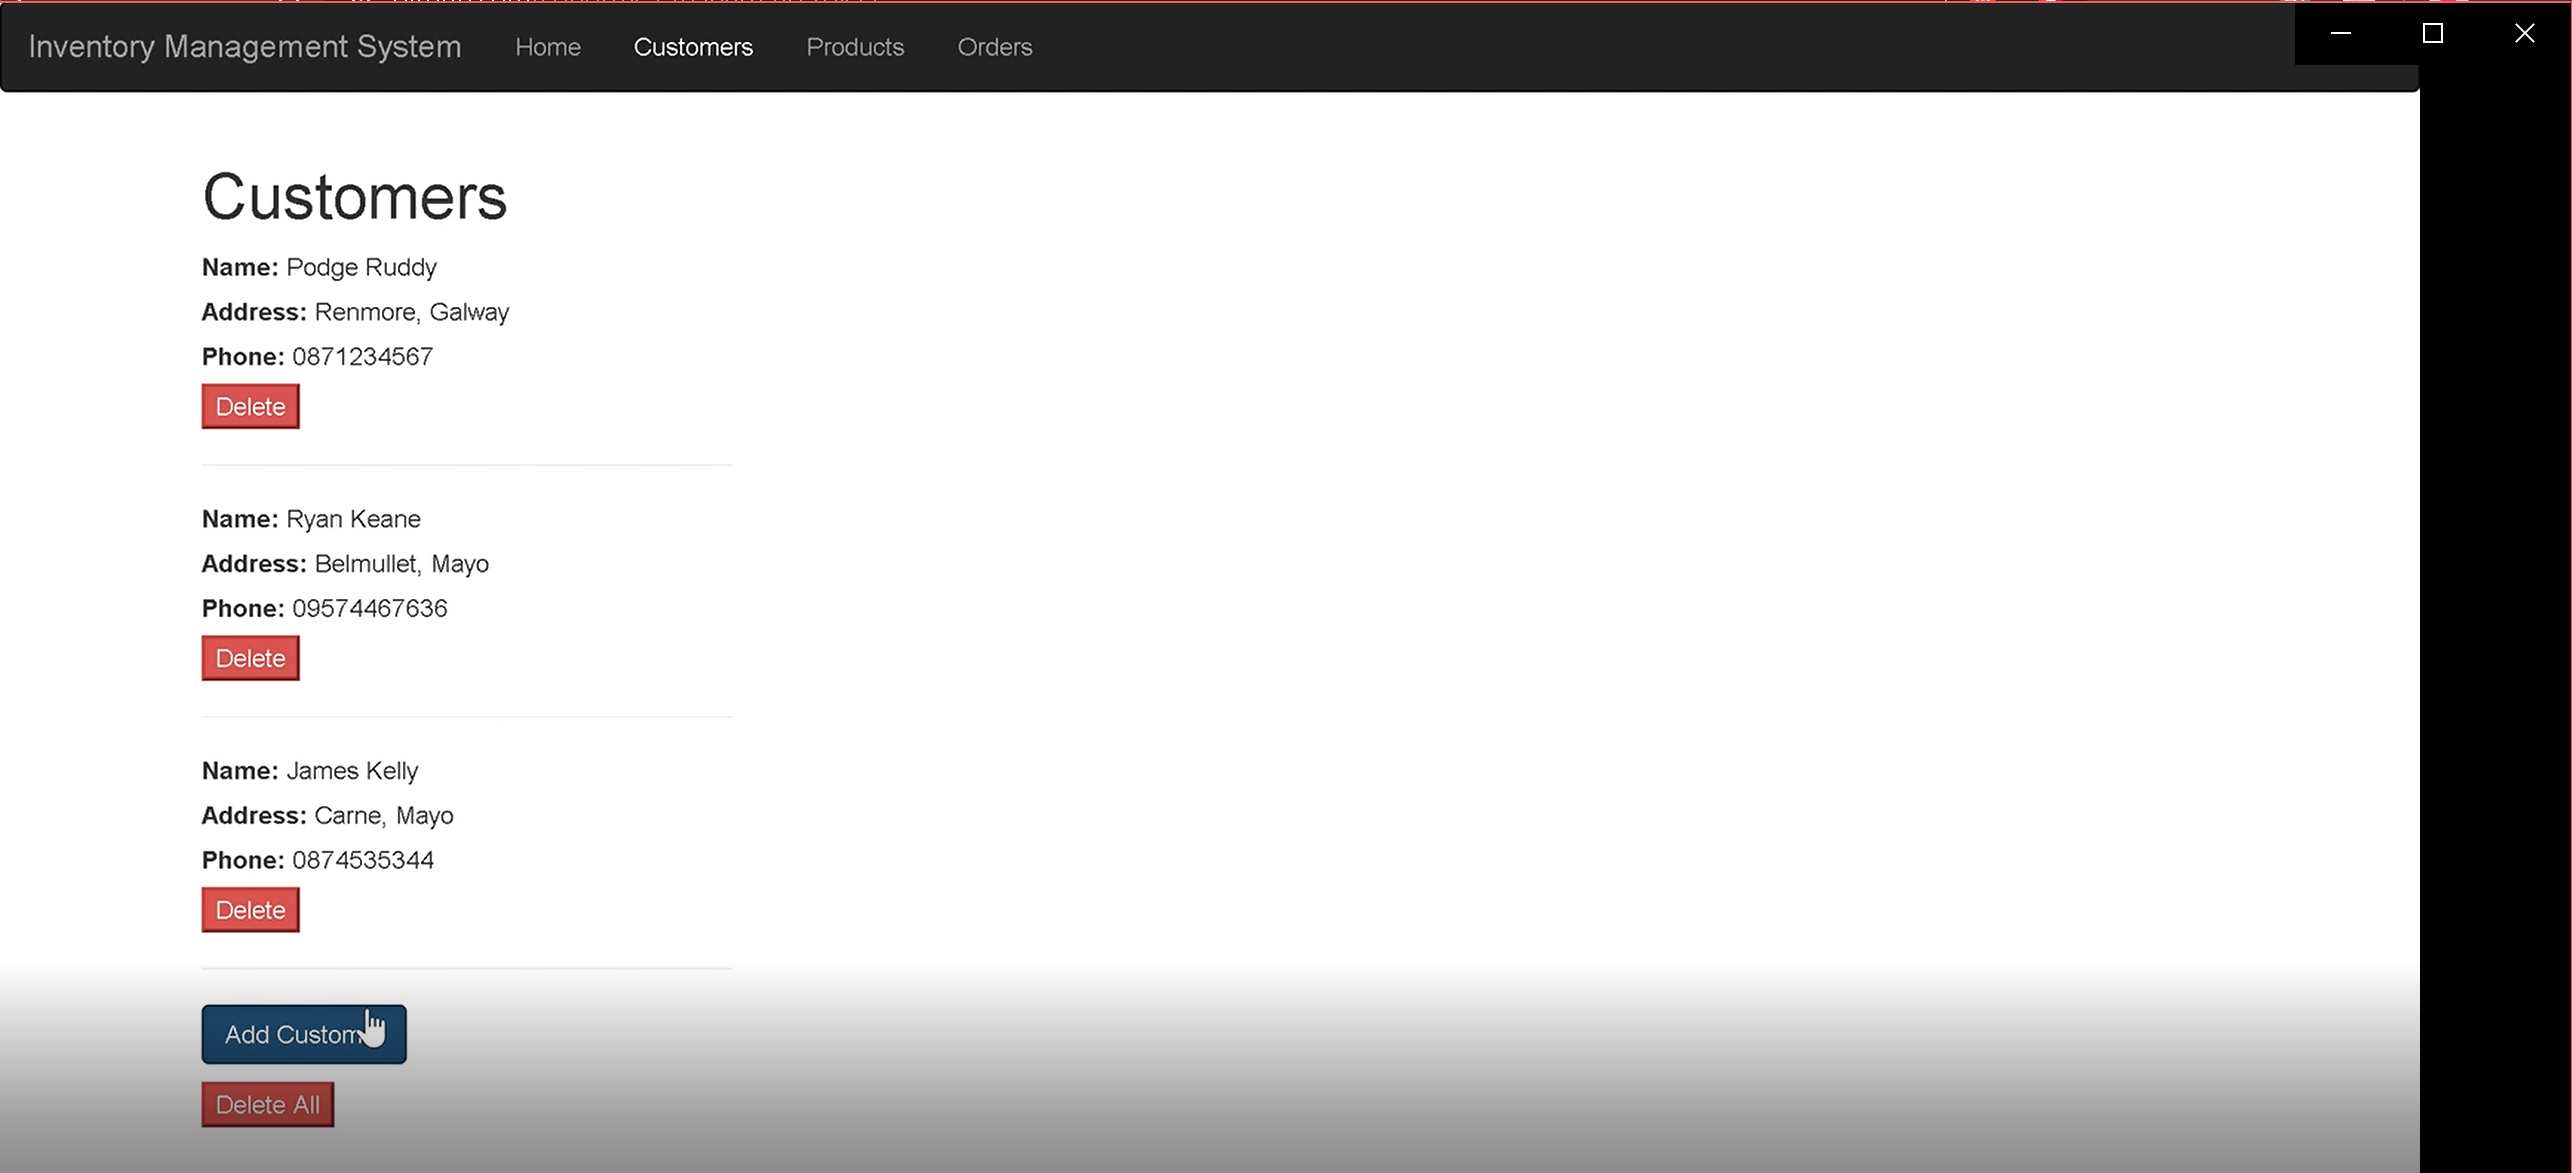 Inventory Management System Home Customers Products Orders
Customers
Name: Podge Ruddy
Address: Renmore, Galway
Phone: 0871234567
Delete
Name: Ryan Keane
Address: Belmullet, Mayo
Phone: 09574467636
Delete
Name: James Kelly
Address: Carne, Mayo
Phone: 0874535344
Delete
Add Custom
Delete All